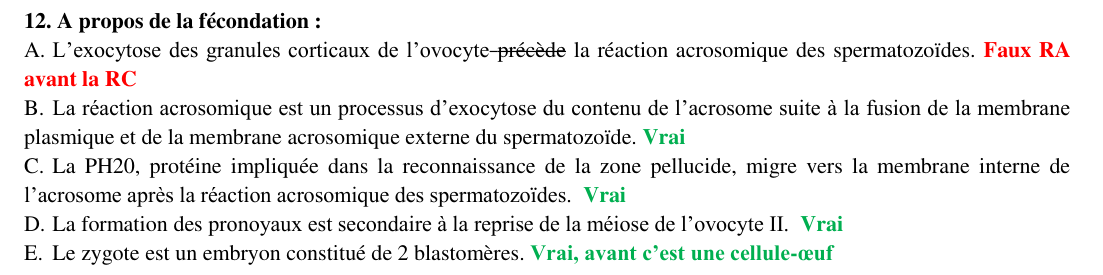 12. A propos de la fécondation :
A. L’exocytose des granules corticaux de l’ovocyte précède la réaction acrosomique des spermatozoïdes. Faux RA
avant la RC
B. La réaction acrosomique est un processus d’exocytose du contenu de l’acrosome suite à la fusion de la membrane
plasmique et de la membrane acrosomique externe du spermatozoïde. Vrai
C. La PH20, protéine impliquée dans la reconnaissance de la zone pellucide, migre vers la membrane interne de
l’acrosome après la réaction acrosomique des spermatozoïdes. Vrai
D. La formation des pronoyaux est secondaire à la reprise de la méiose de l’ovocyte II. Vrai
E. Le zygote est un embryon constitué de 2 blastomères. Vrai, avant c’est une cellule-œuf